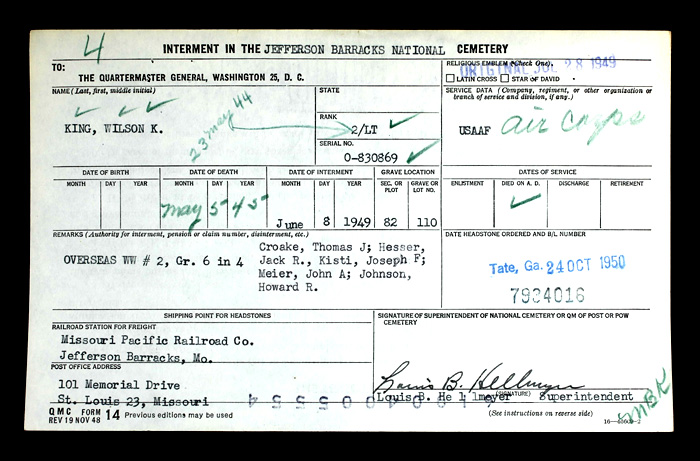 4
INTERMENT IN THE JEFFERSON BARRACKS NATIONAL CEMETERY
TO:
THE QUARTERMASTER GENERAL, WASHINGTON 25, D. C.
RELIGIOUS EMBLEM (Check One).
ORIGINAL JUL 28 1949
LATIN CROSS STAR OF DAVID
NAME (Last, first, middle initial)
KING, WILSON K.
23 may 44
STATE
RANK
2/LT
SERIAL NO.
O-830869
SERVICE DATA (Company, regiment, or other organization or branch of service and division, if any.)
USAAF air corps
DATE OF BIRTH
MONTH DAY YEAR
DATE OF DEATH
MONTH DAY YEAR
may 5 45
DATE OF INTERMENT
MONTH DAY YEAR
June 8 1949
GRAVE LOCATION
SEC. OR PLOT GRAVE OR LOT NO.
82 110
DATES OF SERVICE
ENLISTMENT DIED ON A. D. DISCHARGE RETIREMENT
REMARKS (Authority for interment, pension or claim number, disinterment, etc.)
OVERSEAS WW # 2, Gr. 6 in 4
Croake, Thomas J; Hesser,
Jack R., Kisti, Joseph F;
Meier, John A; Johnson,
Howard R.
DATE HEADSTONE ORDERED AND B/L NUMBER
Tate, Ga. 24 OCT 1950
7934016
SHIPPING POINT FOR HEADSTONES
RAILROAD STATION FOR FREIGHT
Missouri Pacific Railroad Co.
Jefferson Barracks, Mo.
POST OFFICE ADDRESS
101 Memorial Drive
St. Louis 23, Missouri
SIGNATURE OF SUPERINTENDENT OF NATIONAL CEMETERY OR QM OF POST OR POW CEMETERY
Louis B. Hellmeyer
(SIGNATURE)
Louis B. Hellmeyer Superintendent
(See instructions on reverse side)
QMC FORM 14 Previous editions may be used
REV 19 NOV 48